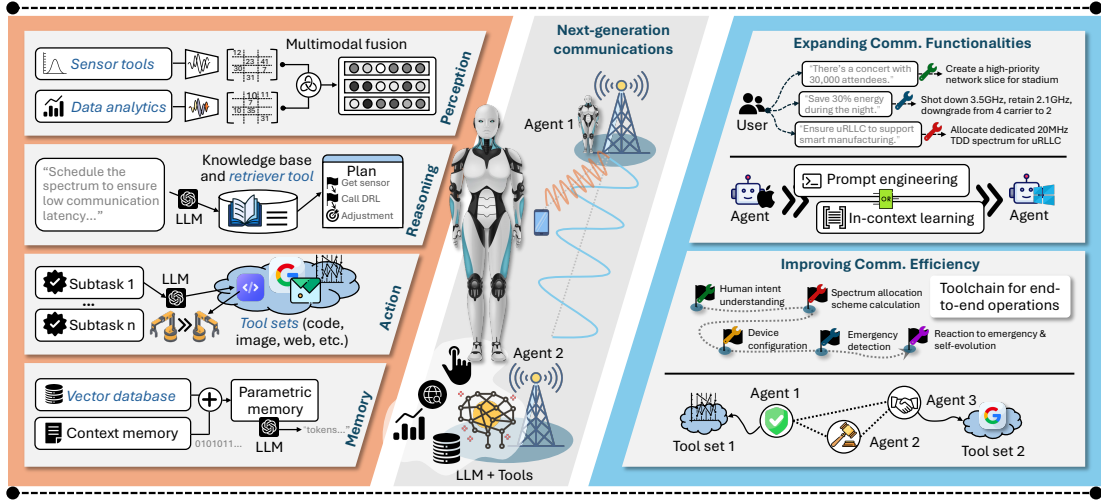 Sensor tools
Data analytics
Multimodal fusion
Perception
“Schedule the
spectrum to ensure
low communication
latency...”
LLM
Knowledge base
and retriever tool
Plan
Get sensor
Call DRL
Adjustment
Reasoning
Subtask 1
...
Subtask n
LLM
Tool sets (code,
image, web, etc.)
Action
Vector database
Context memory
0101011...
Parametric
memory
LLM
“tokens...”
Memory
Next-generation
communications
Agent 1
Agent 2
LLM + Tools
Expanding Comm. Functionalities
User
"There's a concert with
30,000 attendees."
Create a high-priority
network slice for stadium
"Save 30% energy
during the night."
Shot down 3.5GHz, retain 2.1GHz,
downgrade from 4 carrier to 2
"Ensure uRLLC to support
smart manufacturing."
Allocate dedicated 20MHz
TDD spectrum for uRLLC
Agent
Prompt engineering
OR
In-context learning
Agent
Improving Comm. Efficiency
Human intent
understanding
Spectrum allocation
scheme calculation
Toolchain for end-
to-end operations
Device
configuration
Emergency
detection
Reaction to emergency &
self-evolution
Agent 1
Tool set 1
Agent 2
Agent 3
Tool set 2